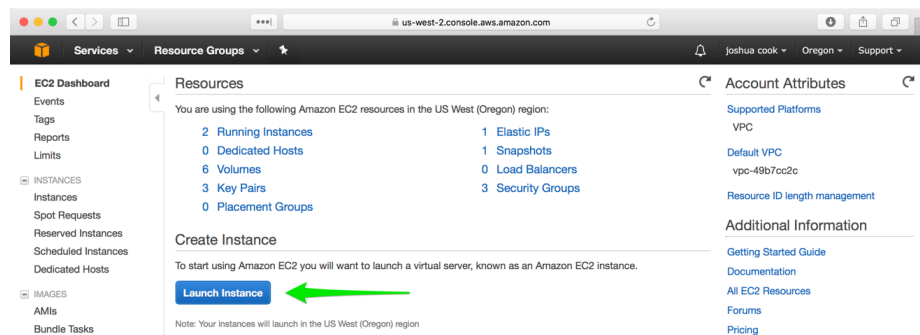 us-west-2.console.aws.amazon.com
Services Resource Groups joshua cook Oregon Support
EC2 Dashboard
Events
Tags
Reports
Limits
INSTANCES
Instances
Spot Requests
Reserved Instances
Scheduled Instances
Dedicated Hosts
IMAGES
AMIs
Bundle Tasks
Resources
You are using the following Amazon EC2 resources in the US West (Oregon) region:
2 Running Instances
0 Dedicated Hosts
6 Volumes
3 Key Pairs
0 Placement Groups
1 Elastic IPs
1 Snapshots
0 Load Balancers
3 Security Groups
Create Instance
To start using Amazon EC2 you will want to launch a virtual server, known as an Amazon EC2 instance.
Launch Instance
Note: Your instances will launch in the US West (Oregon) region
Account Attributes
Supported Platforms
VPC
Default VPC
vpc-49b7cc2c
Resource ID length management
Additional Information
Getting Started Guide
Documentation
All EC2 Resources
Forums
Pricing